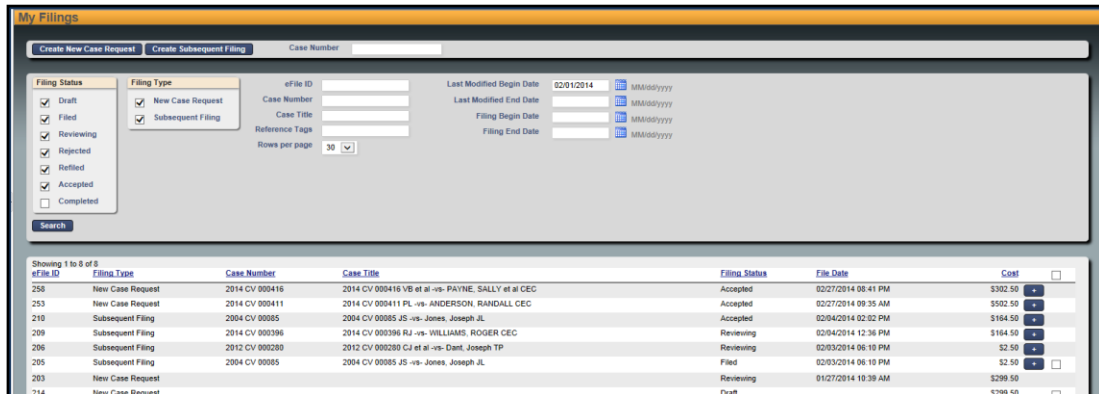 My Filings
Create New Case Request Create Subsequent Filing Case Number
Filing Status
Draft
Filed
Reviewing
Rejected
Refiled
Accepted
Completed
Filing Type
New Case Request
Subsequent Filing
eFile ID
Case Number
Case Title
Reference Tags
Rows per page 30
Last Modified Begin Date 02/01/2014 MM/dd/yyyy
Last Modified End Date MM/dd/yyyy
Filing Begin Date MM/dd/yyyy
Filing End Date MM/dd/yyyy
Search
Showing 1 to 8 of 8
eFile ID Filing Type Case Number Case Title Filing Status File Date Cost
258 New Case Request 2014 CV 000416 2014 CV 000416 VB et al -vs- PAYNE, SALLY et al CEC Accepted 02/27/2014 08:41 PM $302.50 +
253 New Case Request 2014 CV 000411 2014 CV 000411 PL -vs- ANDERSON, RANDALL CEC Accepted 02/27/2014 09:35 AM $502.50 +
210 Subsequent Filing 2004 CV 00085 2004 CV 00085 JS -vs- Jones, Joseph JL Accepted 02/04/2014 02:02 PM $164.50 +
209 Subsequent Filing 2014 CV 000396 2014 CV 000396 RJ -vs- WILLIAMS, ROGER CEC Reviewing 02/04/2014 12:36 PM $164.50 +
206 Subsequent Filing 2012 CV 000280 2012 CV 000280 CJ et al -vs- Dant, Joseph TP Reviewing 02/03/2014 06:10 PM $2.50 +
205 Subsequent Filing 2004 CV 00085 2004 CV 00085 JS -vs- Jones, Joseph JL Filed 02/03/2014 06:10 PM $2.50 +
203 New Case Request Reviewing 01/27/2014 10:39 AM $299.50
214 New Case Request Draft $299.50